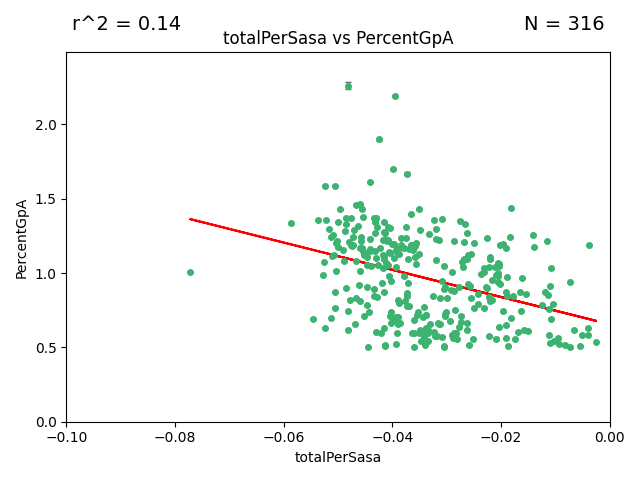 r^2 = 0.14
N = 316
totalPerSasa vs PercentGpA
PercentGpA
2.0
1.5
1.0
0.5
0.0
−0.10
−0.08
−0.06
−0.04
−0.02
0.00
totalPerSasa